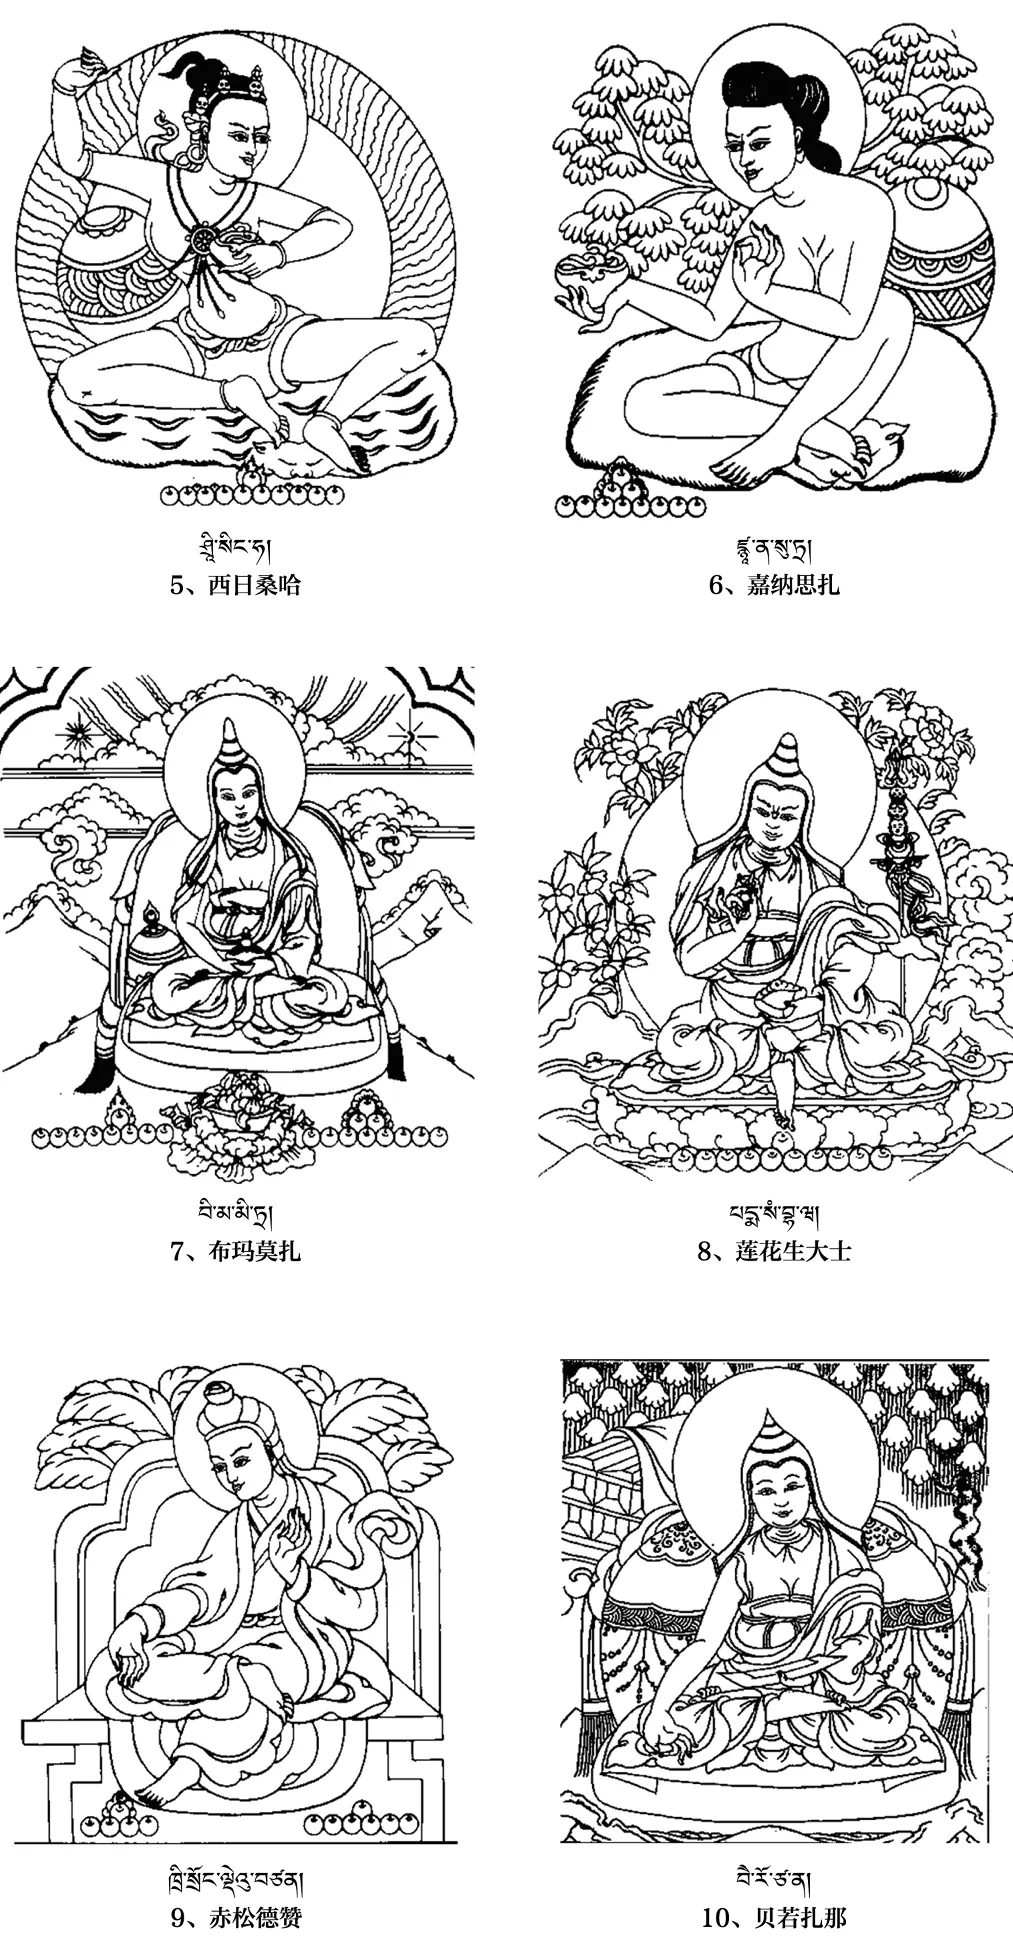 ཤྲཱི་སིང་ཧ།
5、西日桑哈
ཛྙཱ་ན་སུ་ཏྲ།
6、嘉纳思扎
བི་མ་མི་ཏྲ།
7、布玛莫扎
པདྨ་སཾ་བྷ་ཝ།
8、莲花生大士
ཁྲི་སྲོང་ལྡེའུ་བཙན།
9、赤松德赞
བཻ་རོ་ཙ་ན།
10、贝若扎那